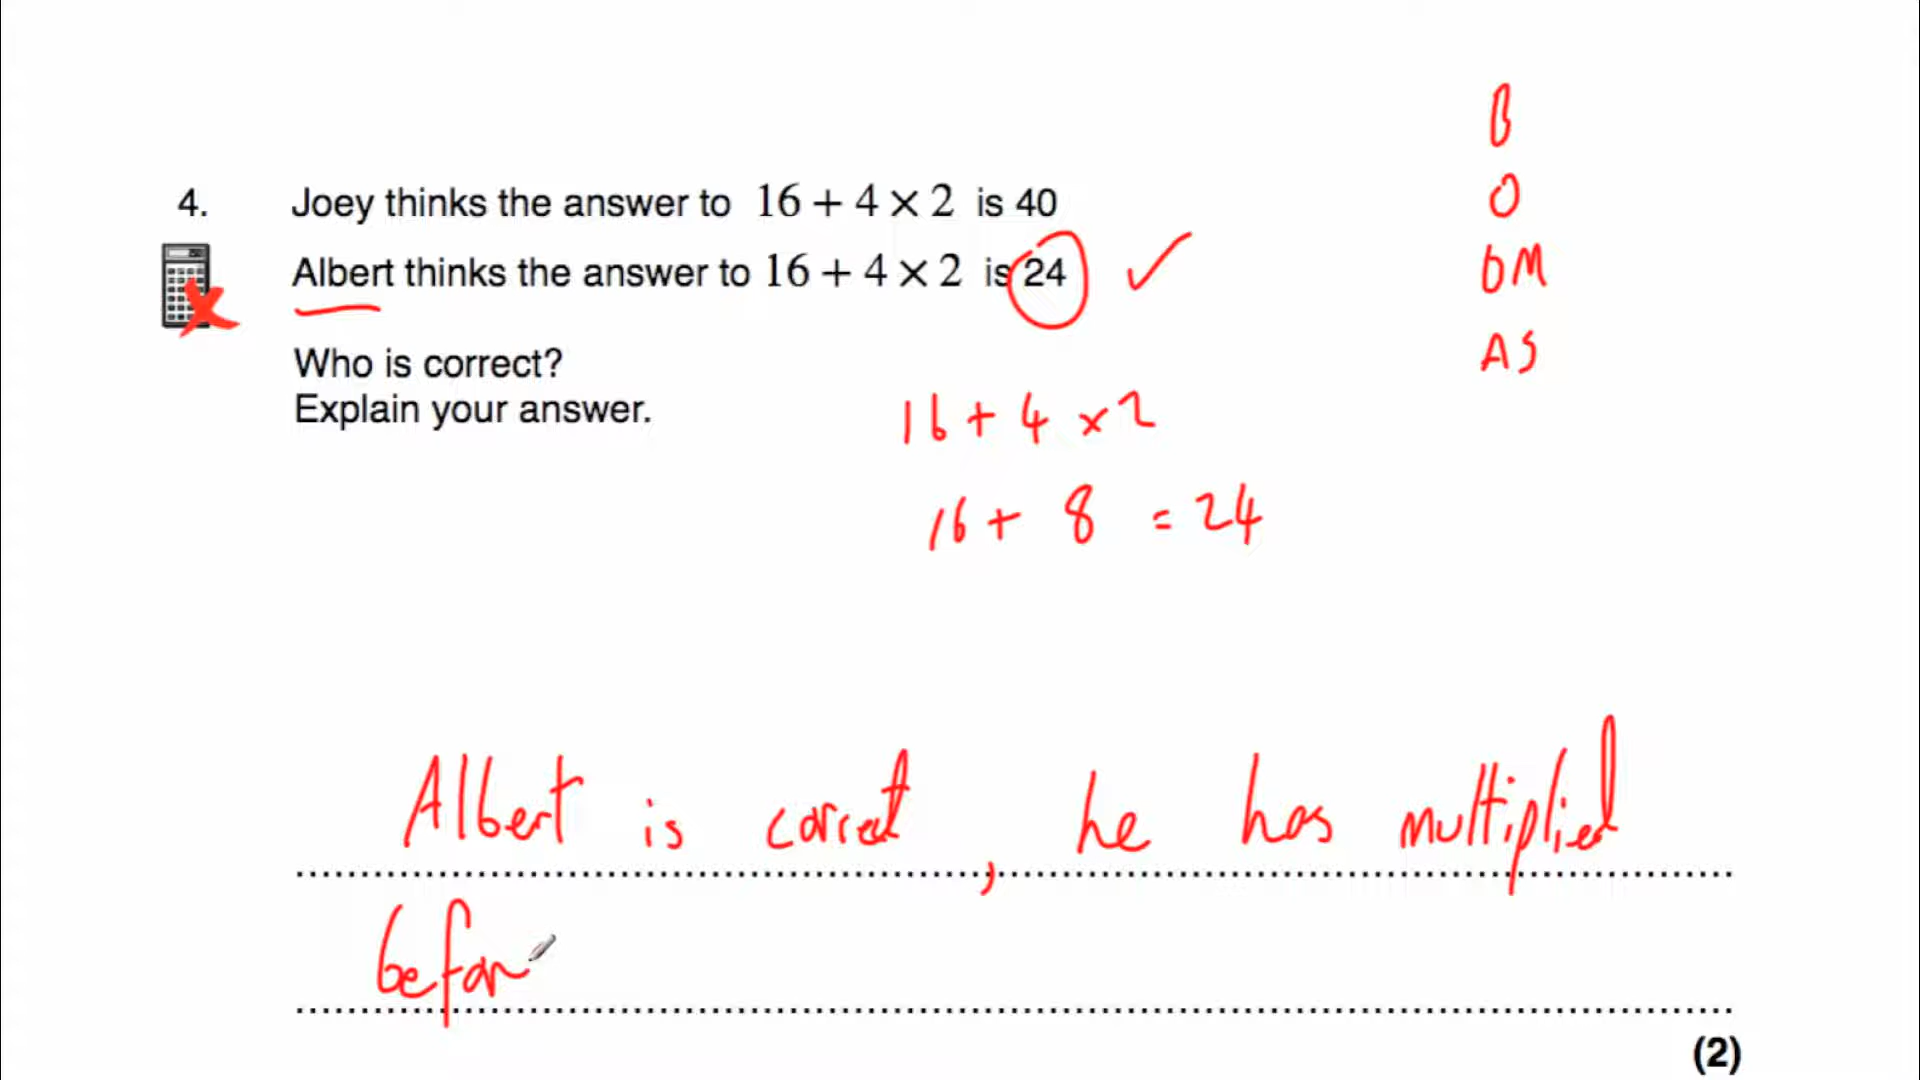 B
O
DM
AS
4. Joey thinks the answer to 16 + 4 × 2 is 40
Albert thinks the answer to 16 + 4 × 2 is 24 ✓
Who is correct?
Explain your answer.
16 + 4 × 2
16 + 8 = 24
Albert is correct, he has multiplied
befor
(2)